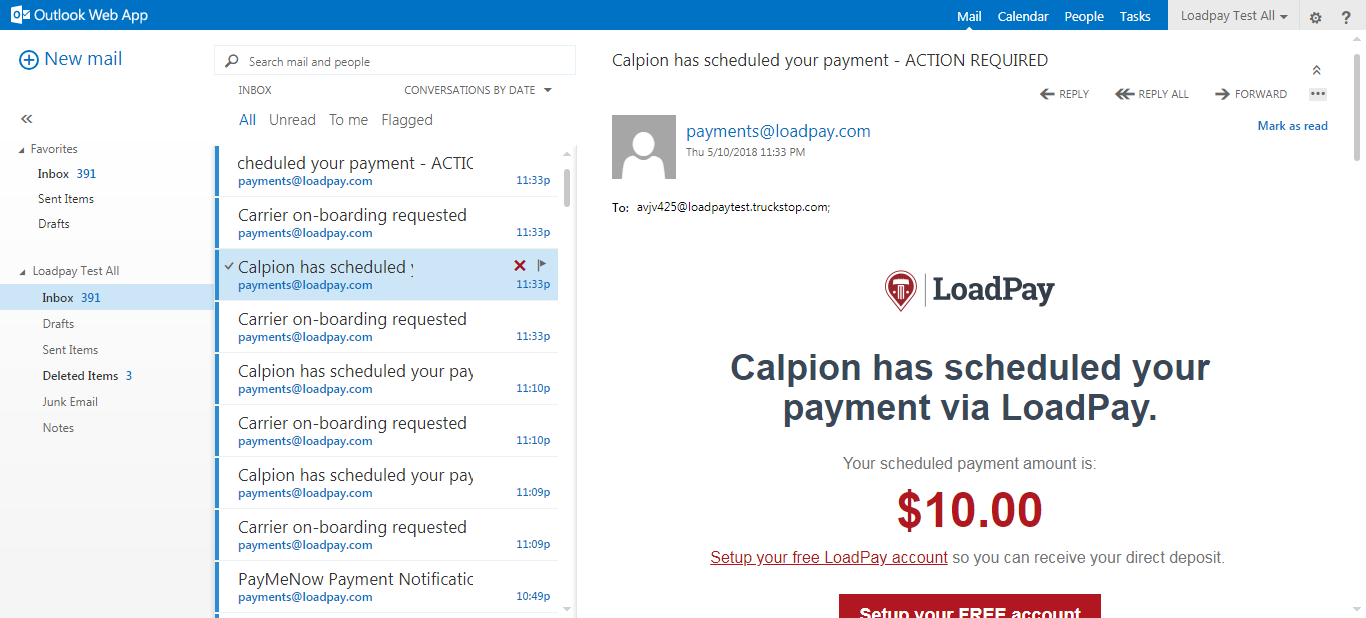 Outlook Web App
Mail Calendar People Tasks Loadpay Test All ?
New mail
Favorites
Inbox 391
Sent Items
Drafts
Loadpay Test All
Inbox 391
Drafts
Sent Items
Deleted Items 3
Junk Email
Notes
Search mail and people
INBOX CONVERSATIONS BY DATE
All Unread To me Flagged
cheduled your payment - ACTIC
payments@loadpay.com 11:33p
Carrier on-boarding requested
payments@loadpay.com 11:33p
Calpion has scheduled y
payments@loadpay.com 11:33p
Carrier on-boarding requested
payments@loadpay.com 11:33p
Calpion has scheduled your pay
payments@loadpay.com 11:10p
Carrier on-boarding requested
payments@loadpay.com 11:10p
Calpion has scheduled your pay
payments@loadpay.com 11:09p
Carrier on-boarding requested
payments@loadpay.com 11:09p
PayMeNow Payment Notificatic
payments@loadpay.com 10:49p
Calpion has scheduled your payment - ACTION REQUIRED
REPLY REPLY ALL FORWARD
payments@loadpay.com
Mark as read
Thu 5/10/2018 11:33 PM
To: avjv425@loadpaytest.truckstop.com;
LoadPay
Calpion has scheduled your
payment via LoadPay.
Your scheduled payment amount is:
$10.00
Setup your free LoadPay account so you can receive your direct deposit.
Setup your FREE account